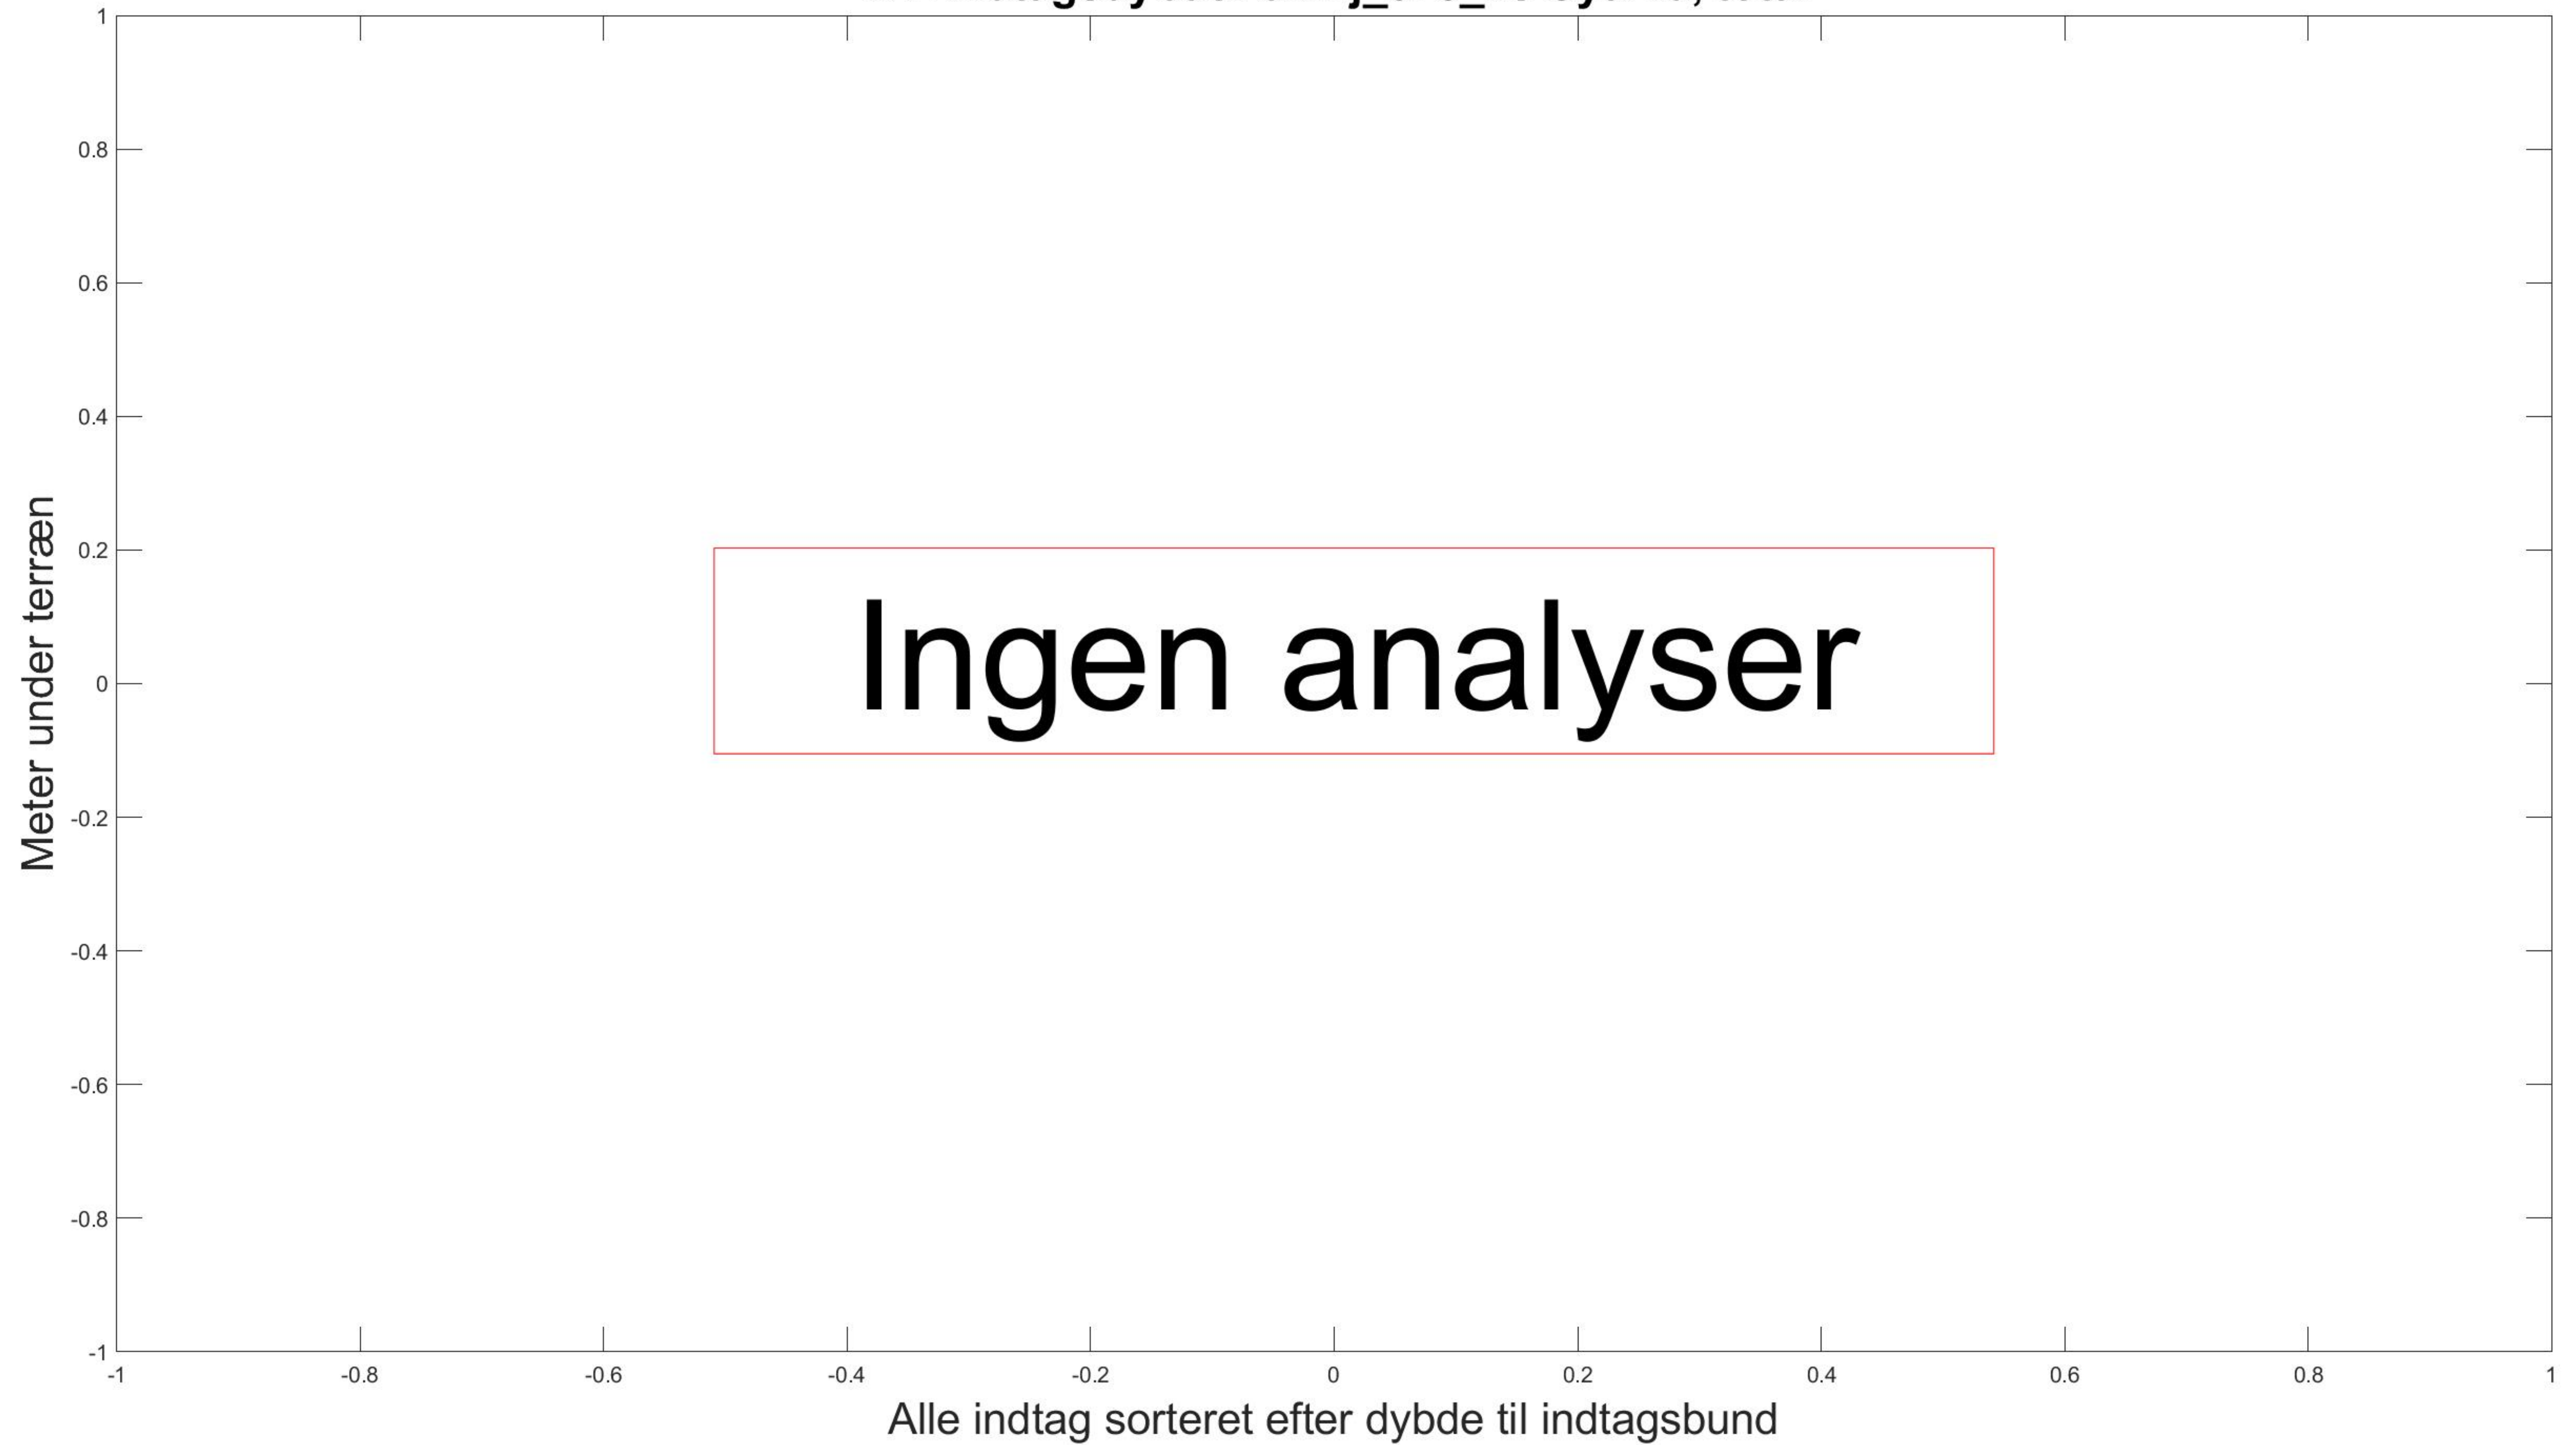 1
0.8
0.6
0.4
0.2
0
-0.2
-0.4
-0.6
-0.8
-1
Meter under terræn
Ingen analyser
-1 -0.8 -0.6 -0.4 -0.2 0 0.2 0.4 0.6 0.8 1
Alle indtag sorteret efter dybde til indtagsbund